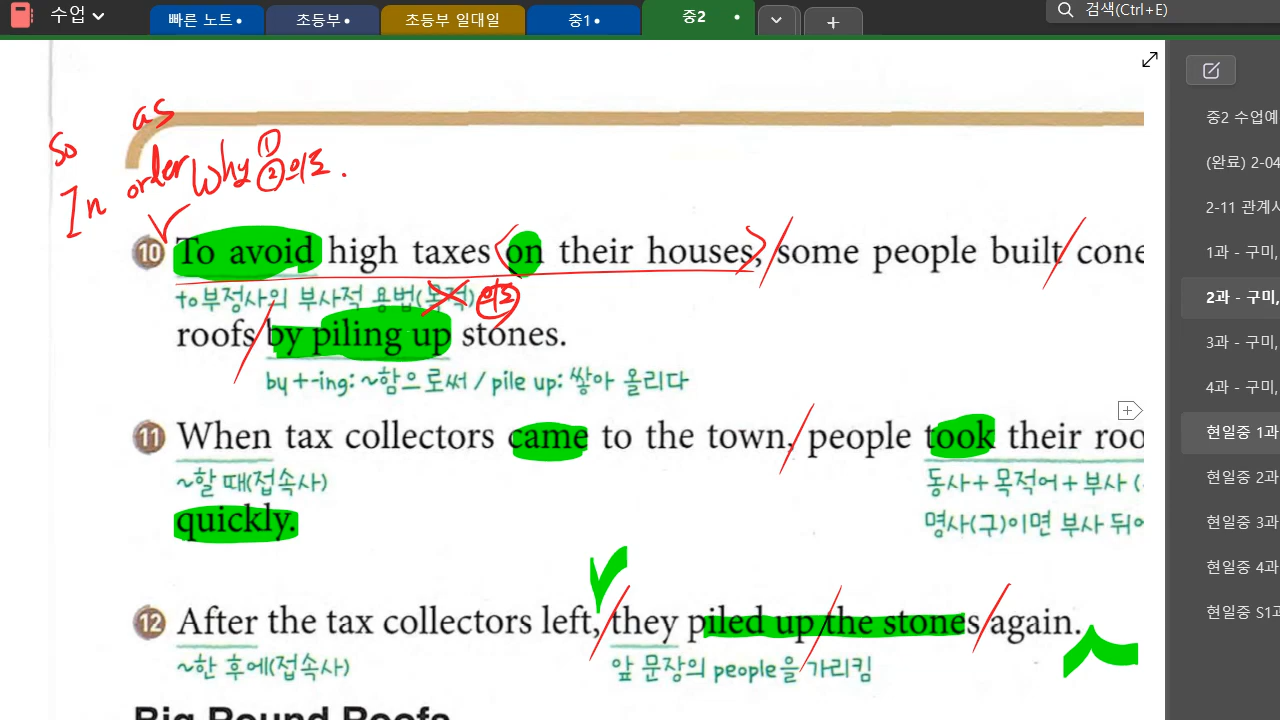 수업 빠른 노트 초등부 초등부 일대일 중1 중2 + 검색(Ctrl+E)
중2 수업예
(완료) 2-04
2-11 관계시
1과 - 구미,
2과 - 구미,
3과 - 구미,
4과 - 구미,
현일중 1과
현일중 2과
현일중 3과
현일중 4과
현일중 S1과
so as
In order Why ① ②의도.
⑩ To avoid high taxes on their houses, some people built cone
to부정사의 부사적 용법(목적) 의도
roofs by piling up stones.
by+-ing: ~함으로써 / pile up: 쌓아 올리다
⑪ When tax collectors came to the town, people took their roo
~할 때(접속사) 동사+목적어+부사 (
quickly. 명사(구)이면 부사 뒤에
⑫ After the tax collectors left, they piled up the stones again.
~한 후에(접속사) 앞 문장의 people을 가리킴
Big Round Roofs